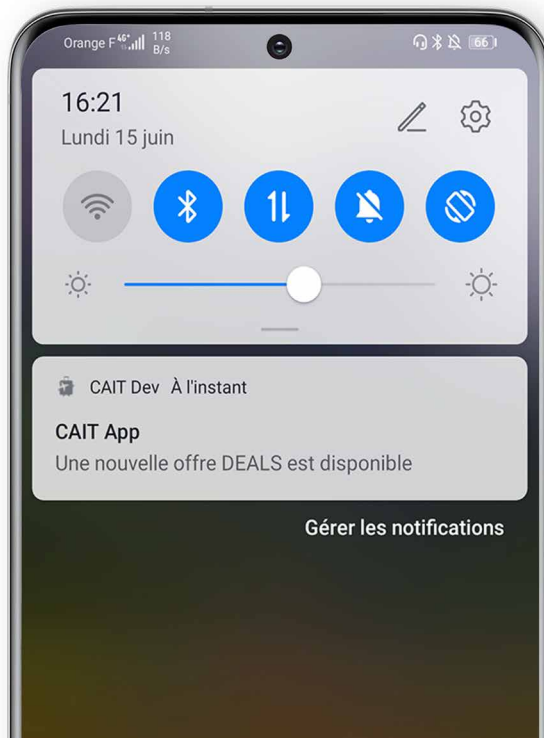 Orange F 4G+ 118 B/s 66
16:21
Lundi 15 juin
CAIT Dev À l'instant
CAIT App
Une nouvelle offre DEALS est disponible
Gérer les notifications